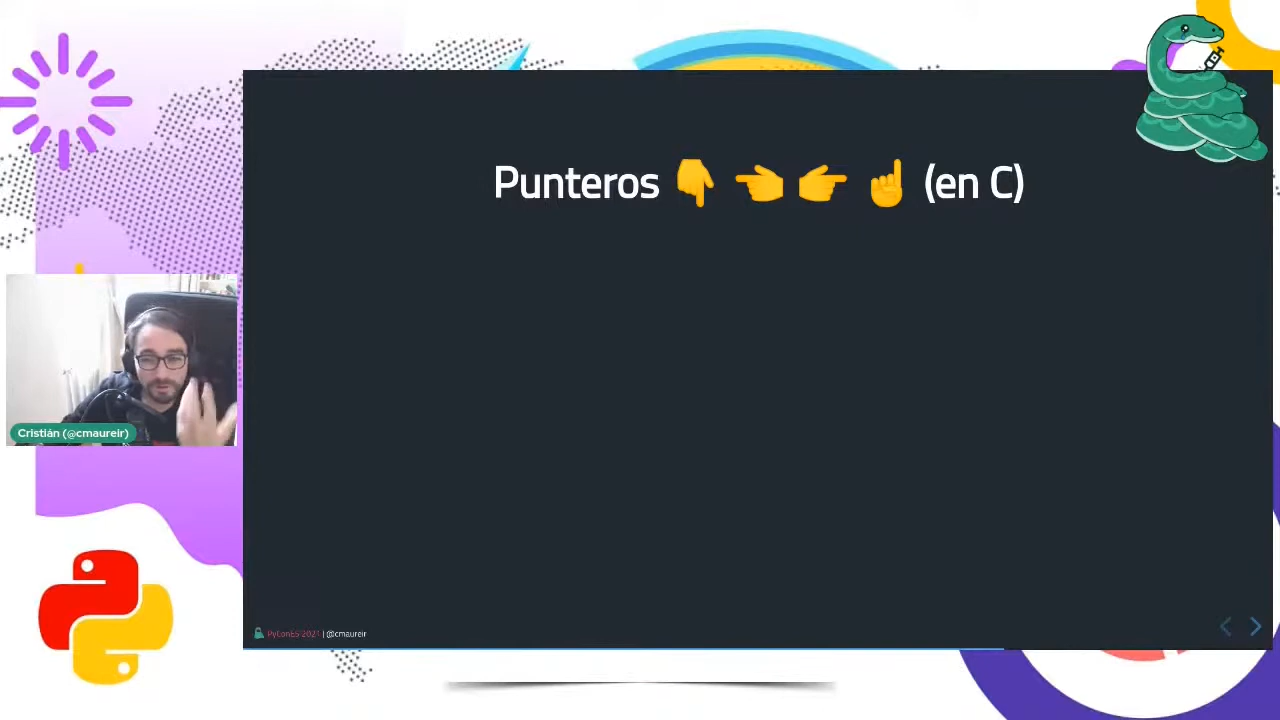 Punteros 👇 👈 👉 ☝ (en C)
Cristián (@cmaureir)
PyConES 2021 | @cmaureir